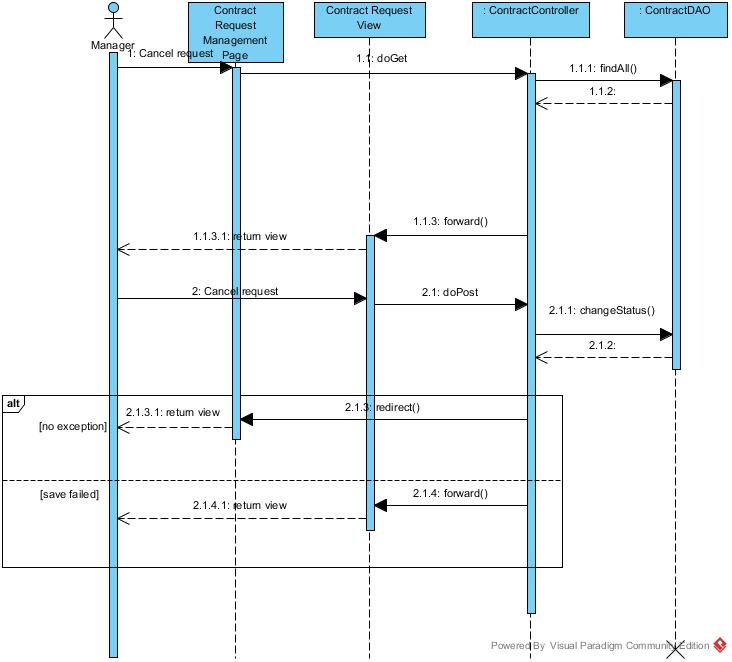 Contract
Request
Management
Page
Contract Request
View
: ContractController
: ContractDAO
Manager
1: Cancel request
1.1: doGet
1.1.1: findAll()
1.1.2:
1.1.3: forward()
1.1.3.1: return view
2: Cancel request
2.1: doPost
2.1.1: changeStatus()
2.1.2:
alt
2.1.3: redirect()
2.1.3.1: return view
[no exception]
[save failed]
2.1.4: forward()
2.1.4.1: return view
Powered By Visual Paradigm Community Edition